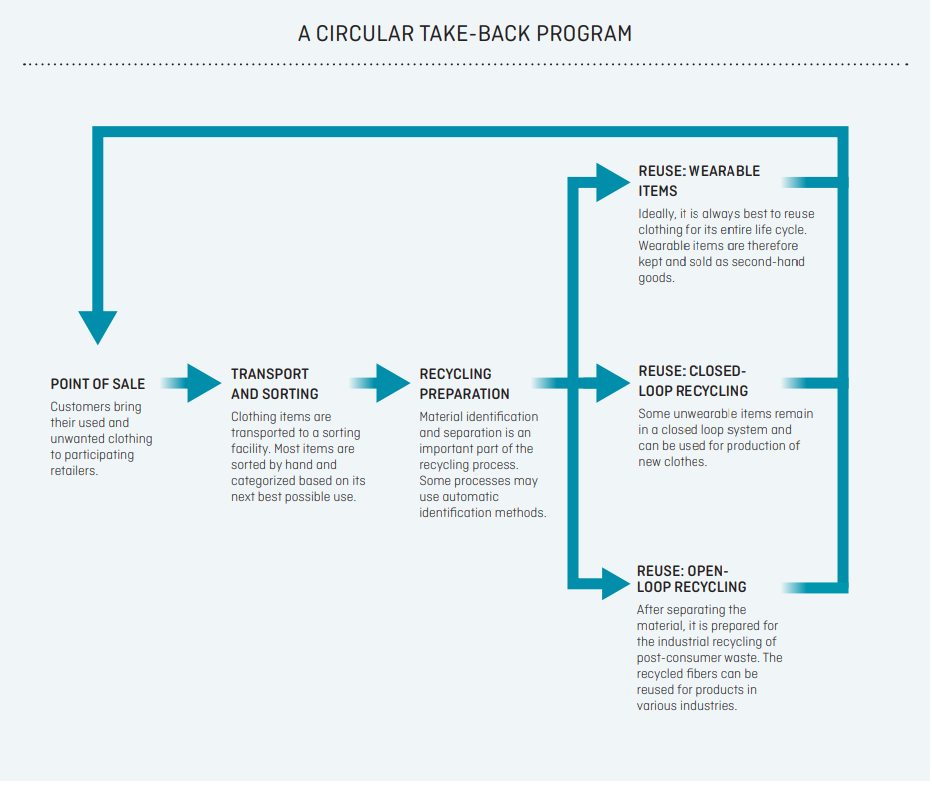 A CIRCULAR TAKE-BACK PROGRAM
POINT OF SALE
Customers bring
their used and
unwanted clothing
to participating
retailers.
TRANSPORT
AND SORTING
Clothing items are
transported to a sorting
facility. Most items are
sorted by hand and
categorized based on its
next best possible use.
RECYCLING
PREPARATION
Material identification
and separation is an
important part of the
recycling process.
Some processes may
use automatic
identification methods.
REUSE: WEARABLE
ITEMS
Ideally, it is always best to reuse
clothing for its entire life cycle.
Wearable items are therefore
kept and sold as second-hand
goods.
REUSE: CLOSED-
LOOP RECYCLING
Some unwearable items remain
in a closed loop system and
can be used for production of
new clothes.
REUSE: OPEN-
LOOP RECYCLING
After separating the
material, it is prepared for
the industrial recycling of
post-consumer waste. The
recycled fibers can be
reused for products in
various industries.